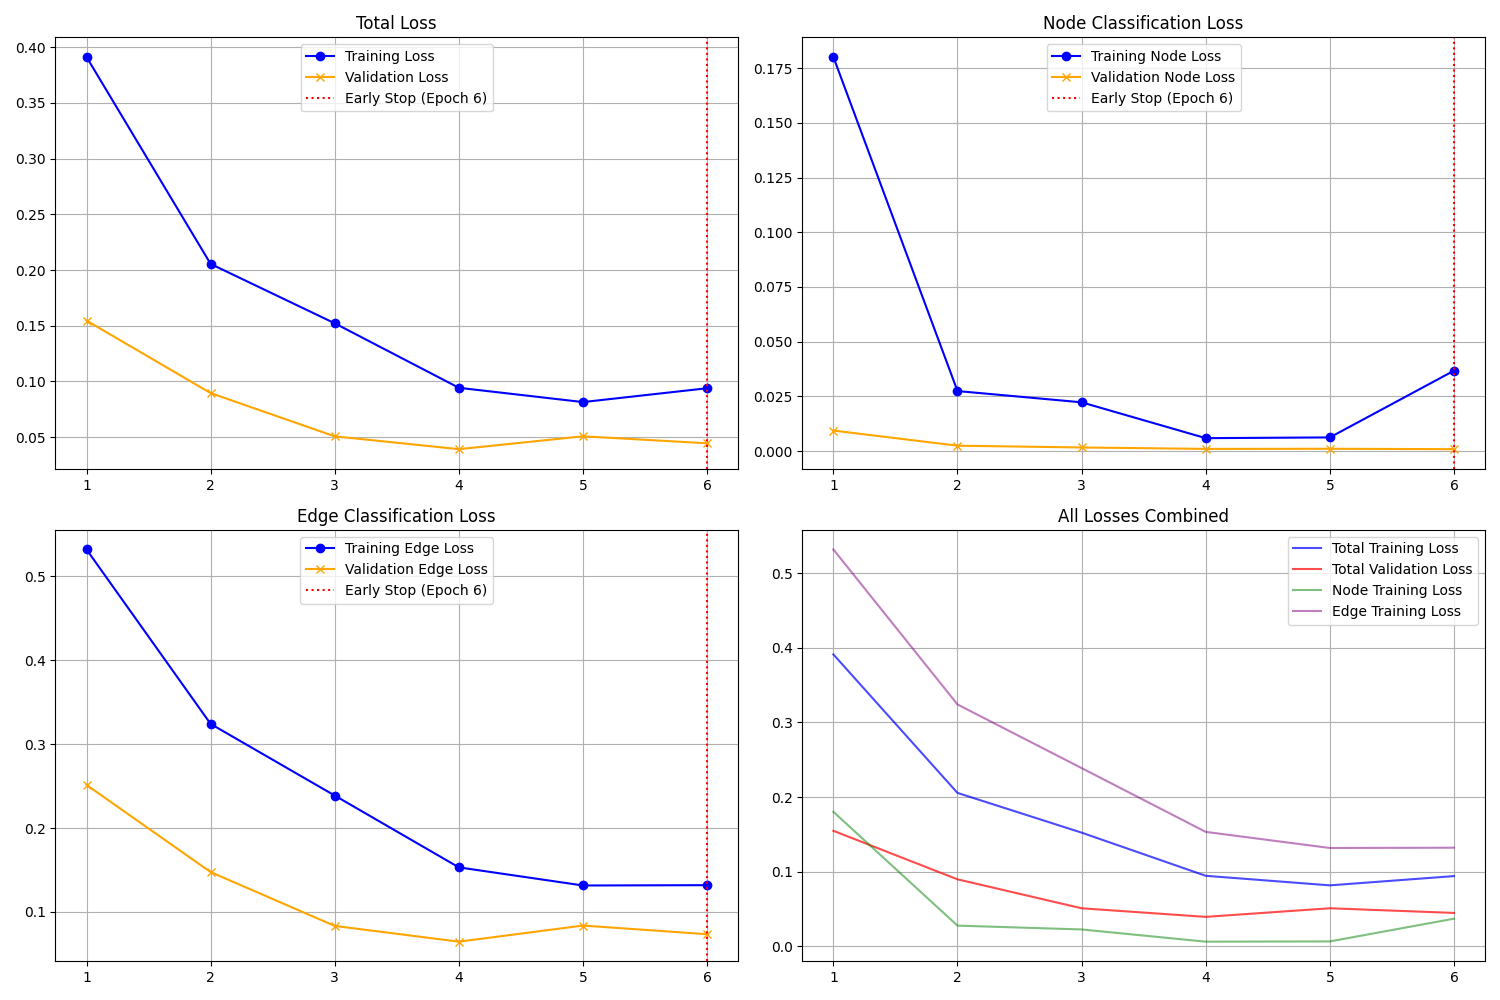 Total Loss
0.40
0.35
0.30
0.25
0.20
0.15
0.10
0.05
Training Loss
Validation Loss
Early Stop (Epoch 6)
1 2 3 4 5 6
Node Classification Loss
0.175
0.150
0.125
0.100
0.075
0.050
0.025
0.000
Training Node Loss
Validation Node Loss
Early Stop (Epoch 6)
1 2 3 4 5 6
Edge Classification Loss
0.5
0.4
0.3
0.2
0.1
Training Edge Loss
Validation Edge Loss
Early Stop (Epoch 6)
1 2 3 4 5 6
All Losses Combined
0.5
0.4
0.3
0.2
0.1
0.0
Total Training Loss
Total Validation Loss
Node Training Loss
Edge Training Loss
1 2 3 4 5 6